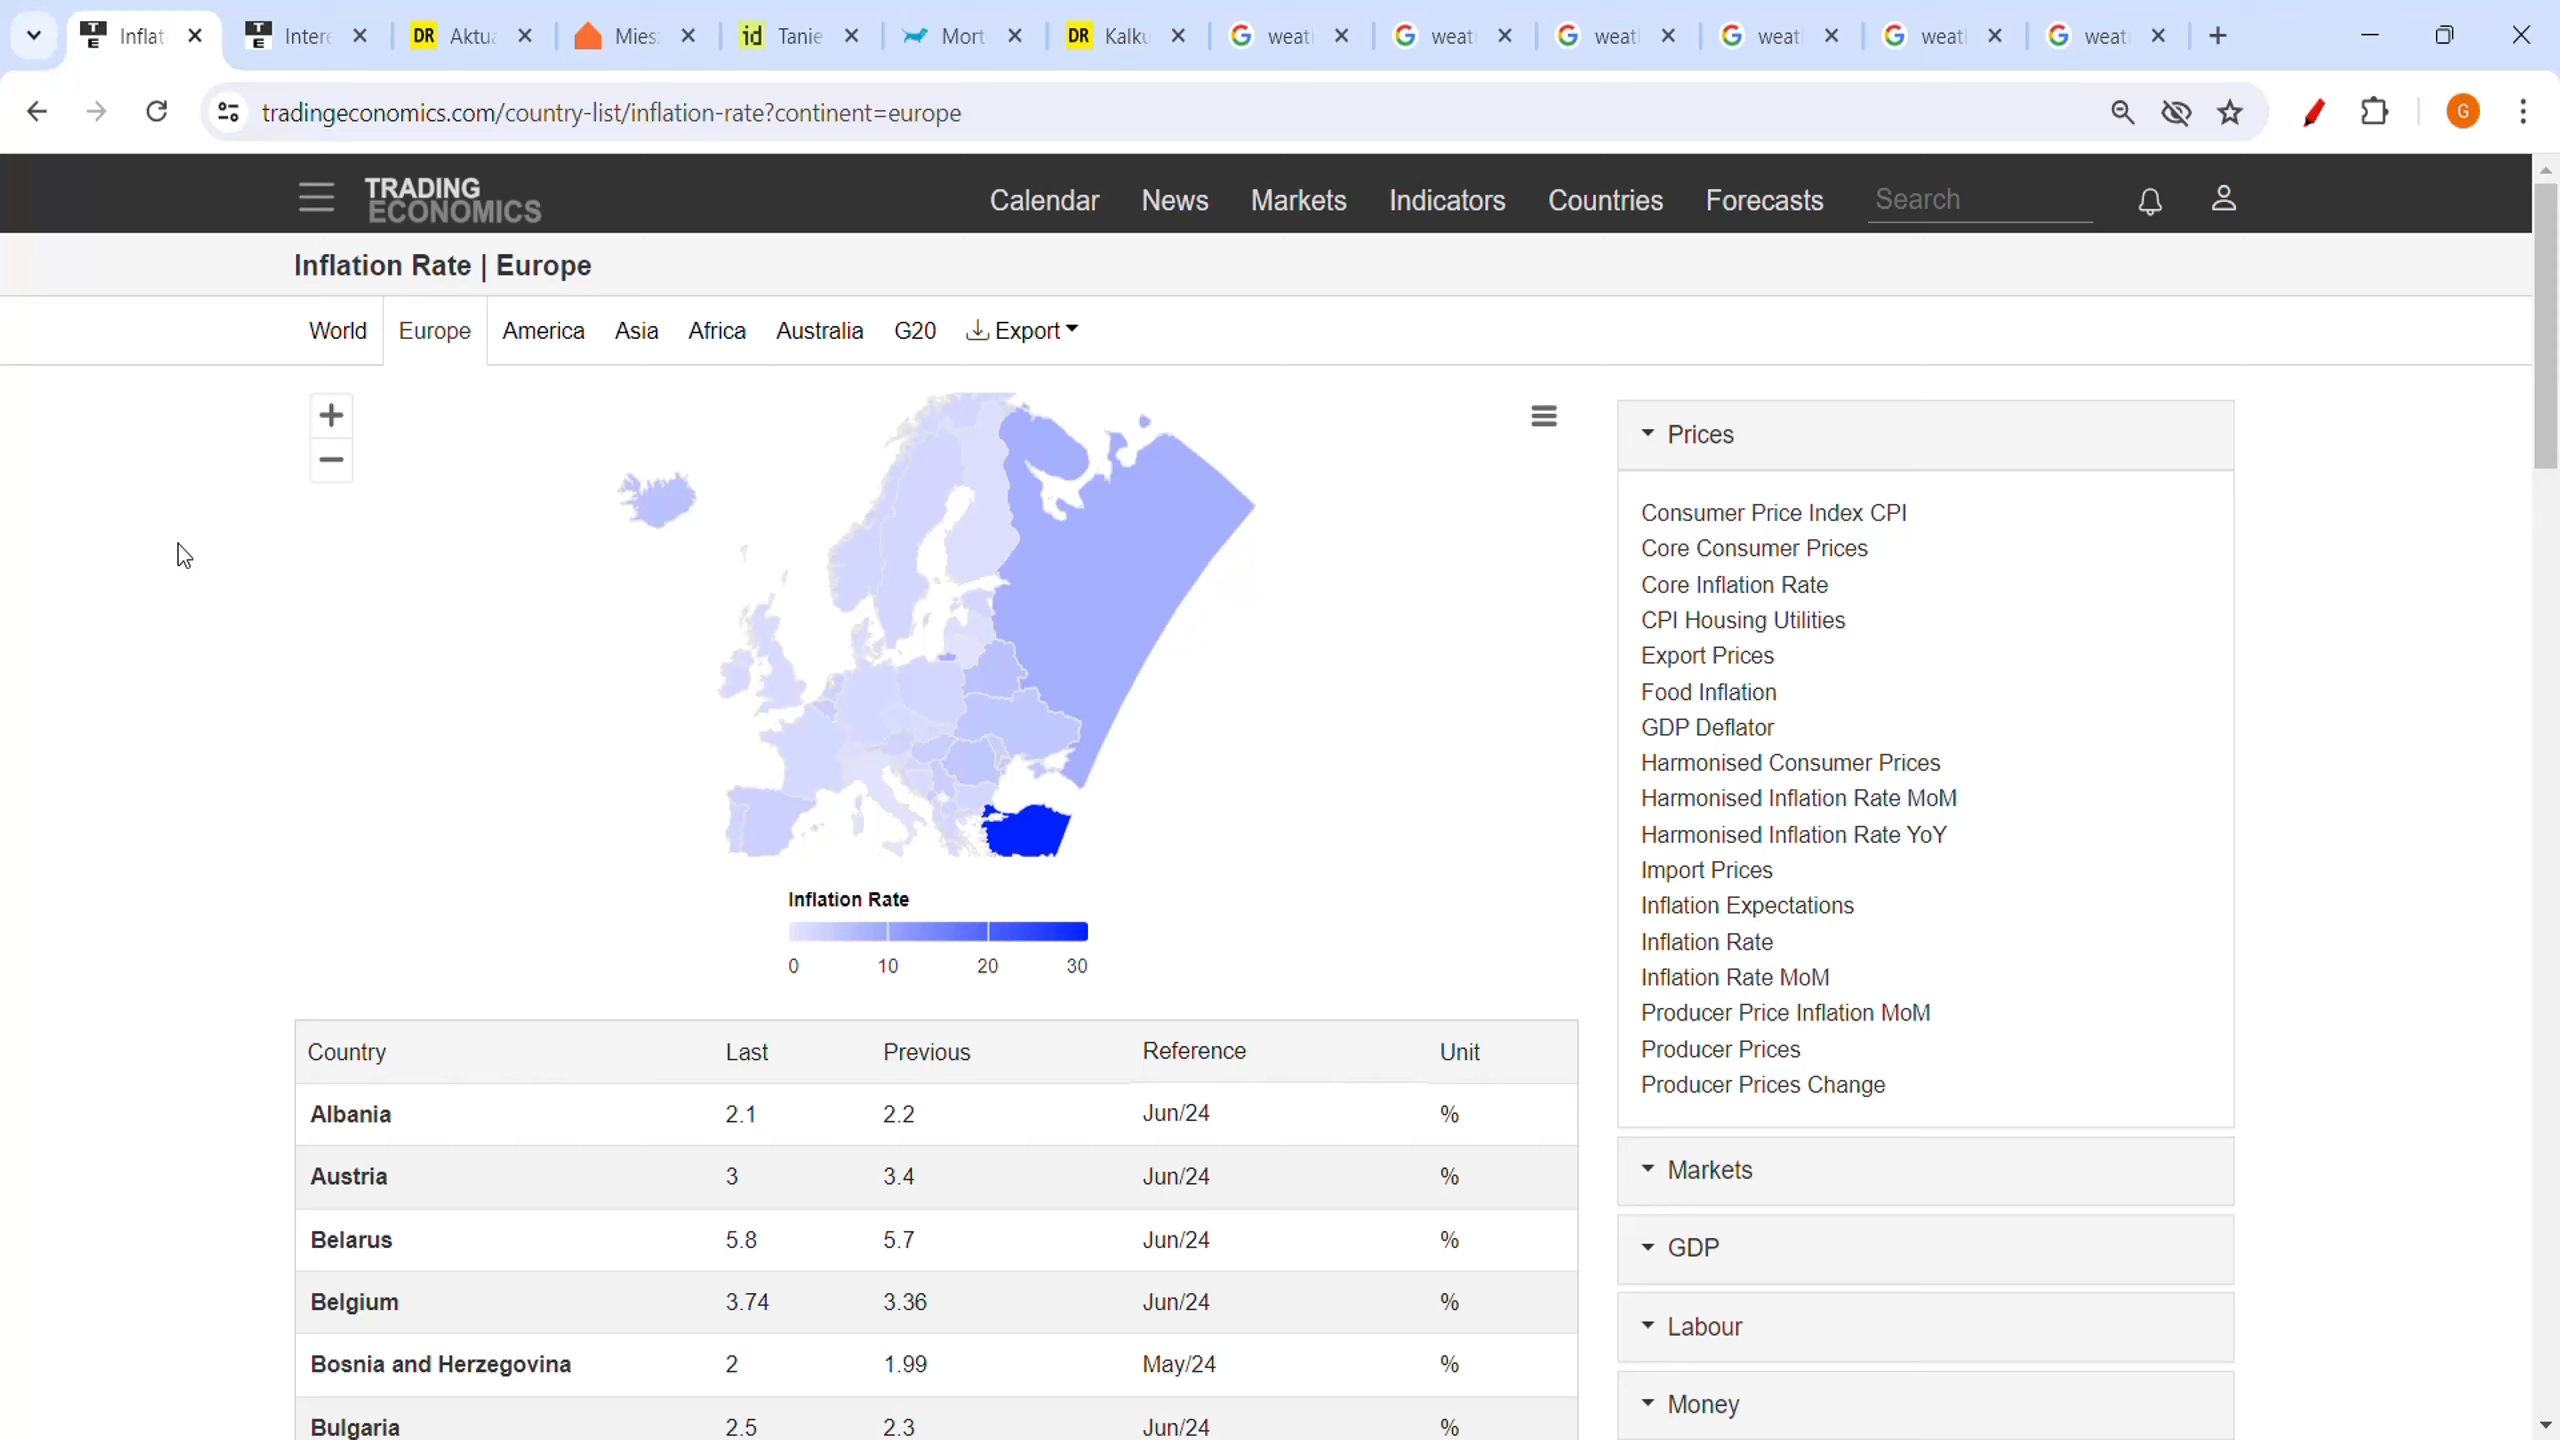 Inflat
Inter
DR Aktua
Mies
id Tanie
Mort
DR Kalku
weat
weat
weat
weat
weat
weat
tradingeconomics.com/country-list/inflation-rate?continent=europe
G
TRADING
ECONOMICS
Calendar News Markets Indicators Countries Forecasts Search
Inflation Rate | Europe
World Europe America Asia Africa Australia G20 Export
Inflation Rate
0 10 20 30
Country Last Previous Reference Unit
Albania 2.1 2.2 Jun/24 %
Austria 3 3.4 Jun/24 %
Belarus 5.8 5.7 Jun/24 %
Belgium 3.74 3.36 Jun/24 %
Bosnia and Herzegovina 2 1.99 May/24 %
Bulgaria 2.5 2.3 Jun/24 %
Prices
Consumer Price Index CPI
Core Consumer Prices
Core Inflation Rate
CPI Housing Utilities
Export Prices
Food Inflation
GDP Deflator
Harmonised Consumer Prices
Harmonised Inflation Rate MoM
Harmonised Inflation Rate YoY
Import Prices
Inflation Expectations
Inflation Rate
Inflation Rate MoM
Producer Price Inflation MoM
Producer Prices
Producer Prices Change
Markets
GDP
Labour
Money